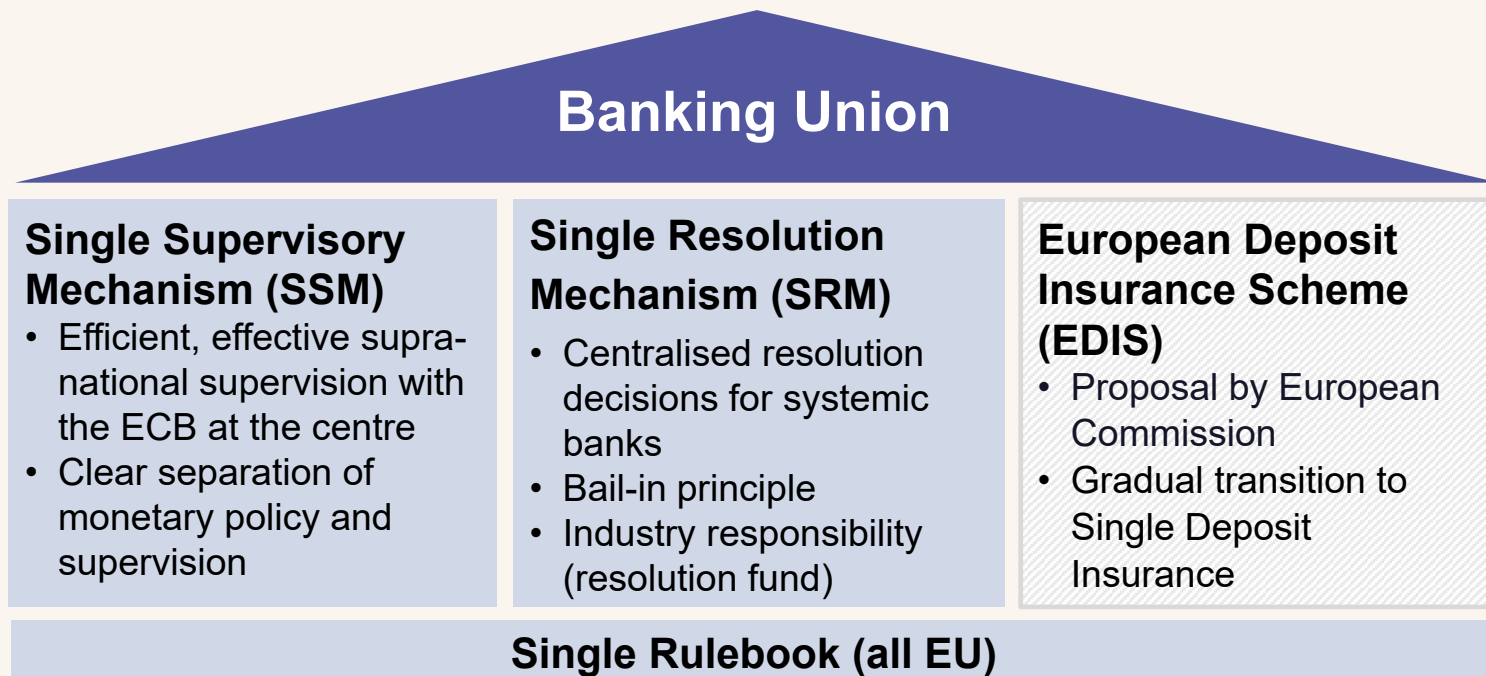 Banking Union
Single Supervisory
Mechanism (SSM)
• Efficient, effective supra-
national supervision with
the ECB at the centre
• Clear separation of
monetary policy and
supervision
Single Resolution
Mechanism (SRM)
• Centralised resolution
decisions for systemic
banks
• Bail-in principle
• Industry responsibility
(resolution fund)
European Deposit
Insurance Scheme
(EDIS)
• Proposal by European
Commission
• Gradual transition to
Single Deposit
Insurance
Single Rulebook (all EU)